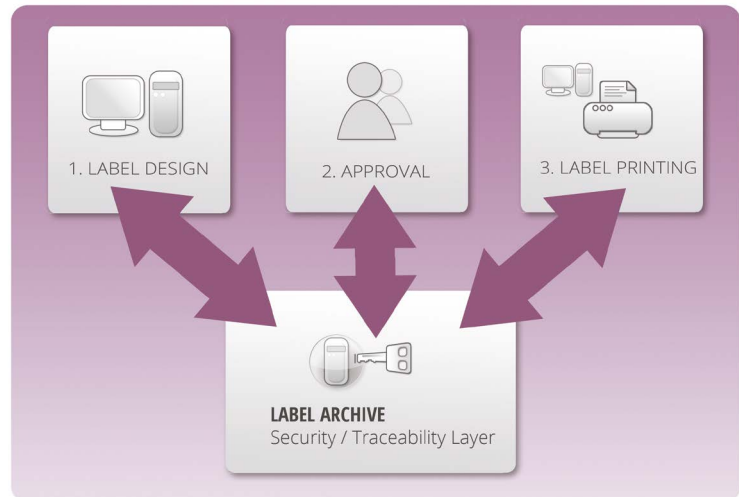 1. LABEL DESIGN
2. APPROVAL
3. LABEL PRINTING
LABEL ARCHIVE
Security / Traceability Layer